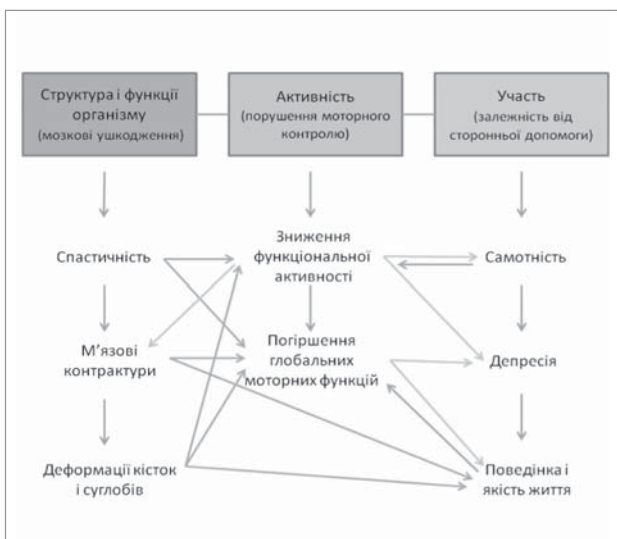 Структура і функції
організму
(мозкові ушкодження)
Активність
(порушення моторного
контролю)
Участь
(залежність від
сторонньої допомоги)
Спастичність
Зниження
функціональної
активності
Самотність
М'язові
контрактури
Погіршення
глобальних
моторних функцій
Депресія
Деформації кісток
і суглобів
Поведінка і
якість життя